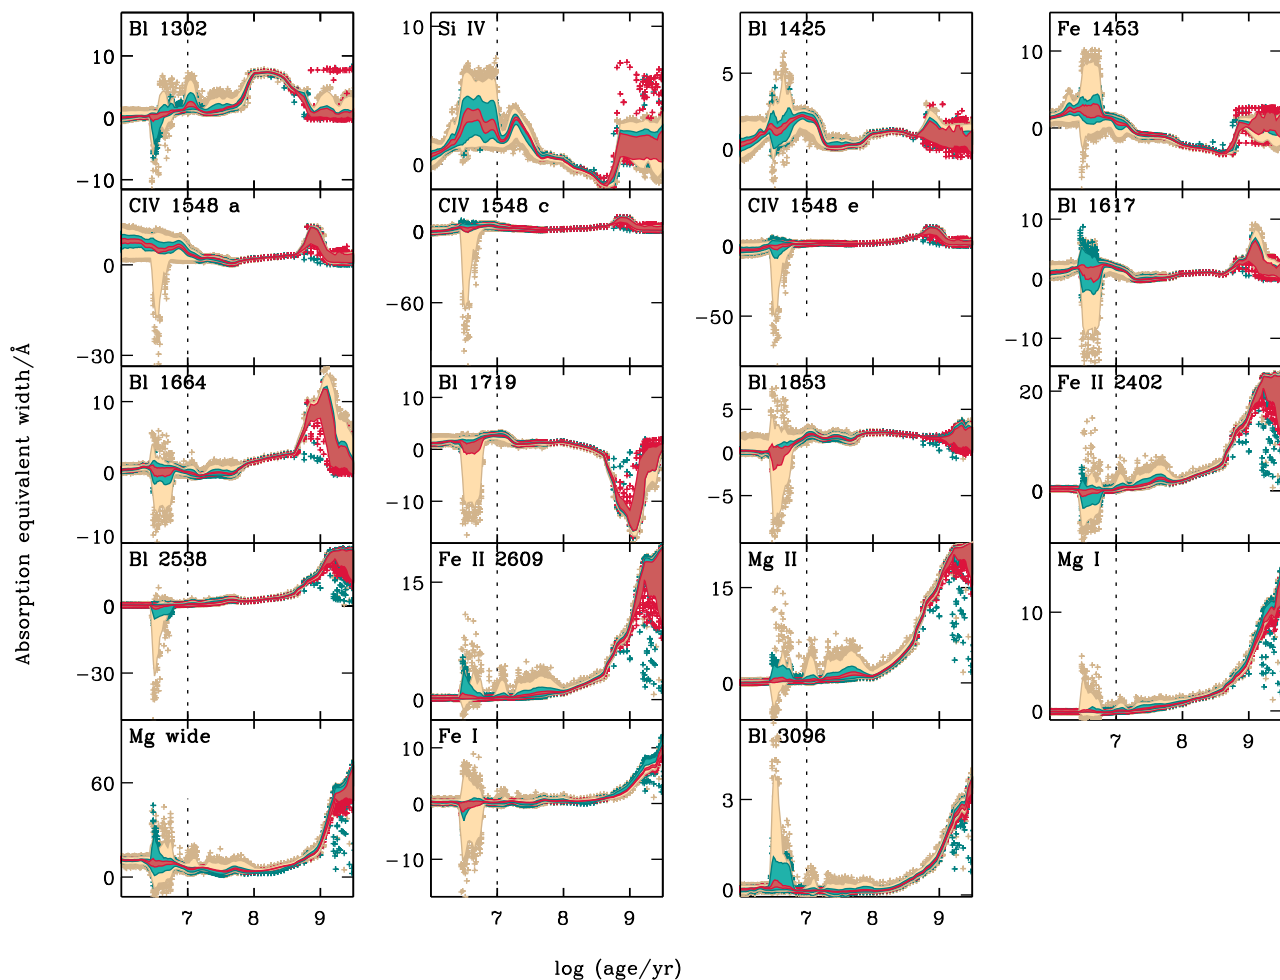 Bl 1302 Si IV Bl 1425 Fe 1453
10 10 5 10
0 5 0 0
−10 0
CIV 1548 a CIV 1548 c CIV 1548 e Bl 1617
0 0 0 10
−30 −60 −50 0
−10
Bl 1664 Bl 1719 Bl 1853 Fe II 2402
10 10 5 20
0 0 0 10
−10 −10 −5 0
Bl 2538 Fe II 2609 Mg II Mg I
0 15 15 10
−30 0 0 0
7 8 9
Mg wide Fe I Bl 3096
60 10 3
0 0 0
−10
7 8 9 7 8 9 7 8 9
Absorption equivalent width/Å
log (age/yr)